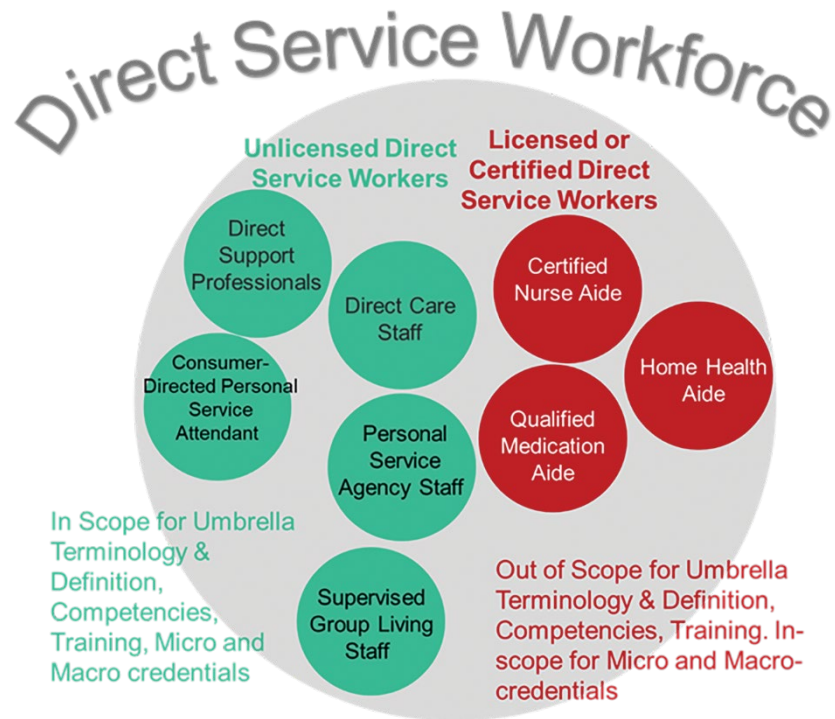 Direct Service Workforce
Unlicensed Direct
Service Workers
Licensed or
Certified Direct
Service Workers
Direct
Support
Professionals
Direct Care
Staff
Certified
Nurse Aide
Consumer-
Directed Personal
Service
Attendant
Home Health
Aide
Personal
Service
Agency Staff
Qualified
Medication
Aide
Supervised
Group Living
Staff
In Scope for Umbrella
Terminology &
Definition,
Competencies,
Training, Micro and
Macro credentials
Out of Scope for Umbrella
Terminology & Definition,
Competencies, Training. In-
scope for Micro and Macro-
credentials